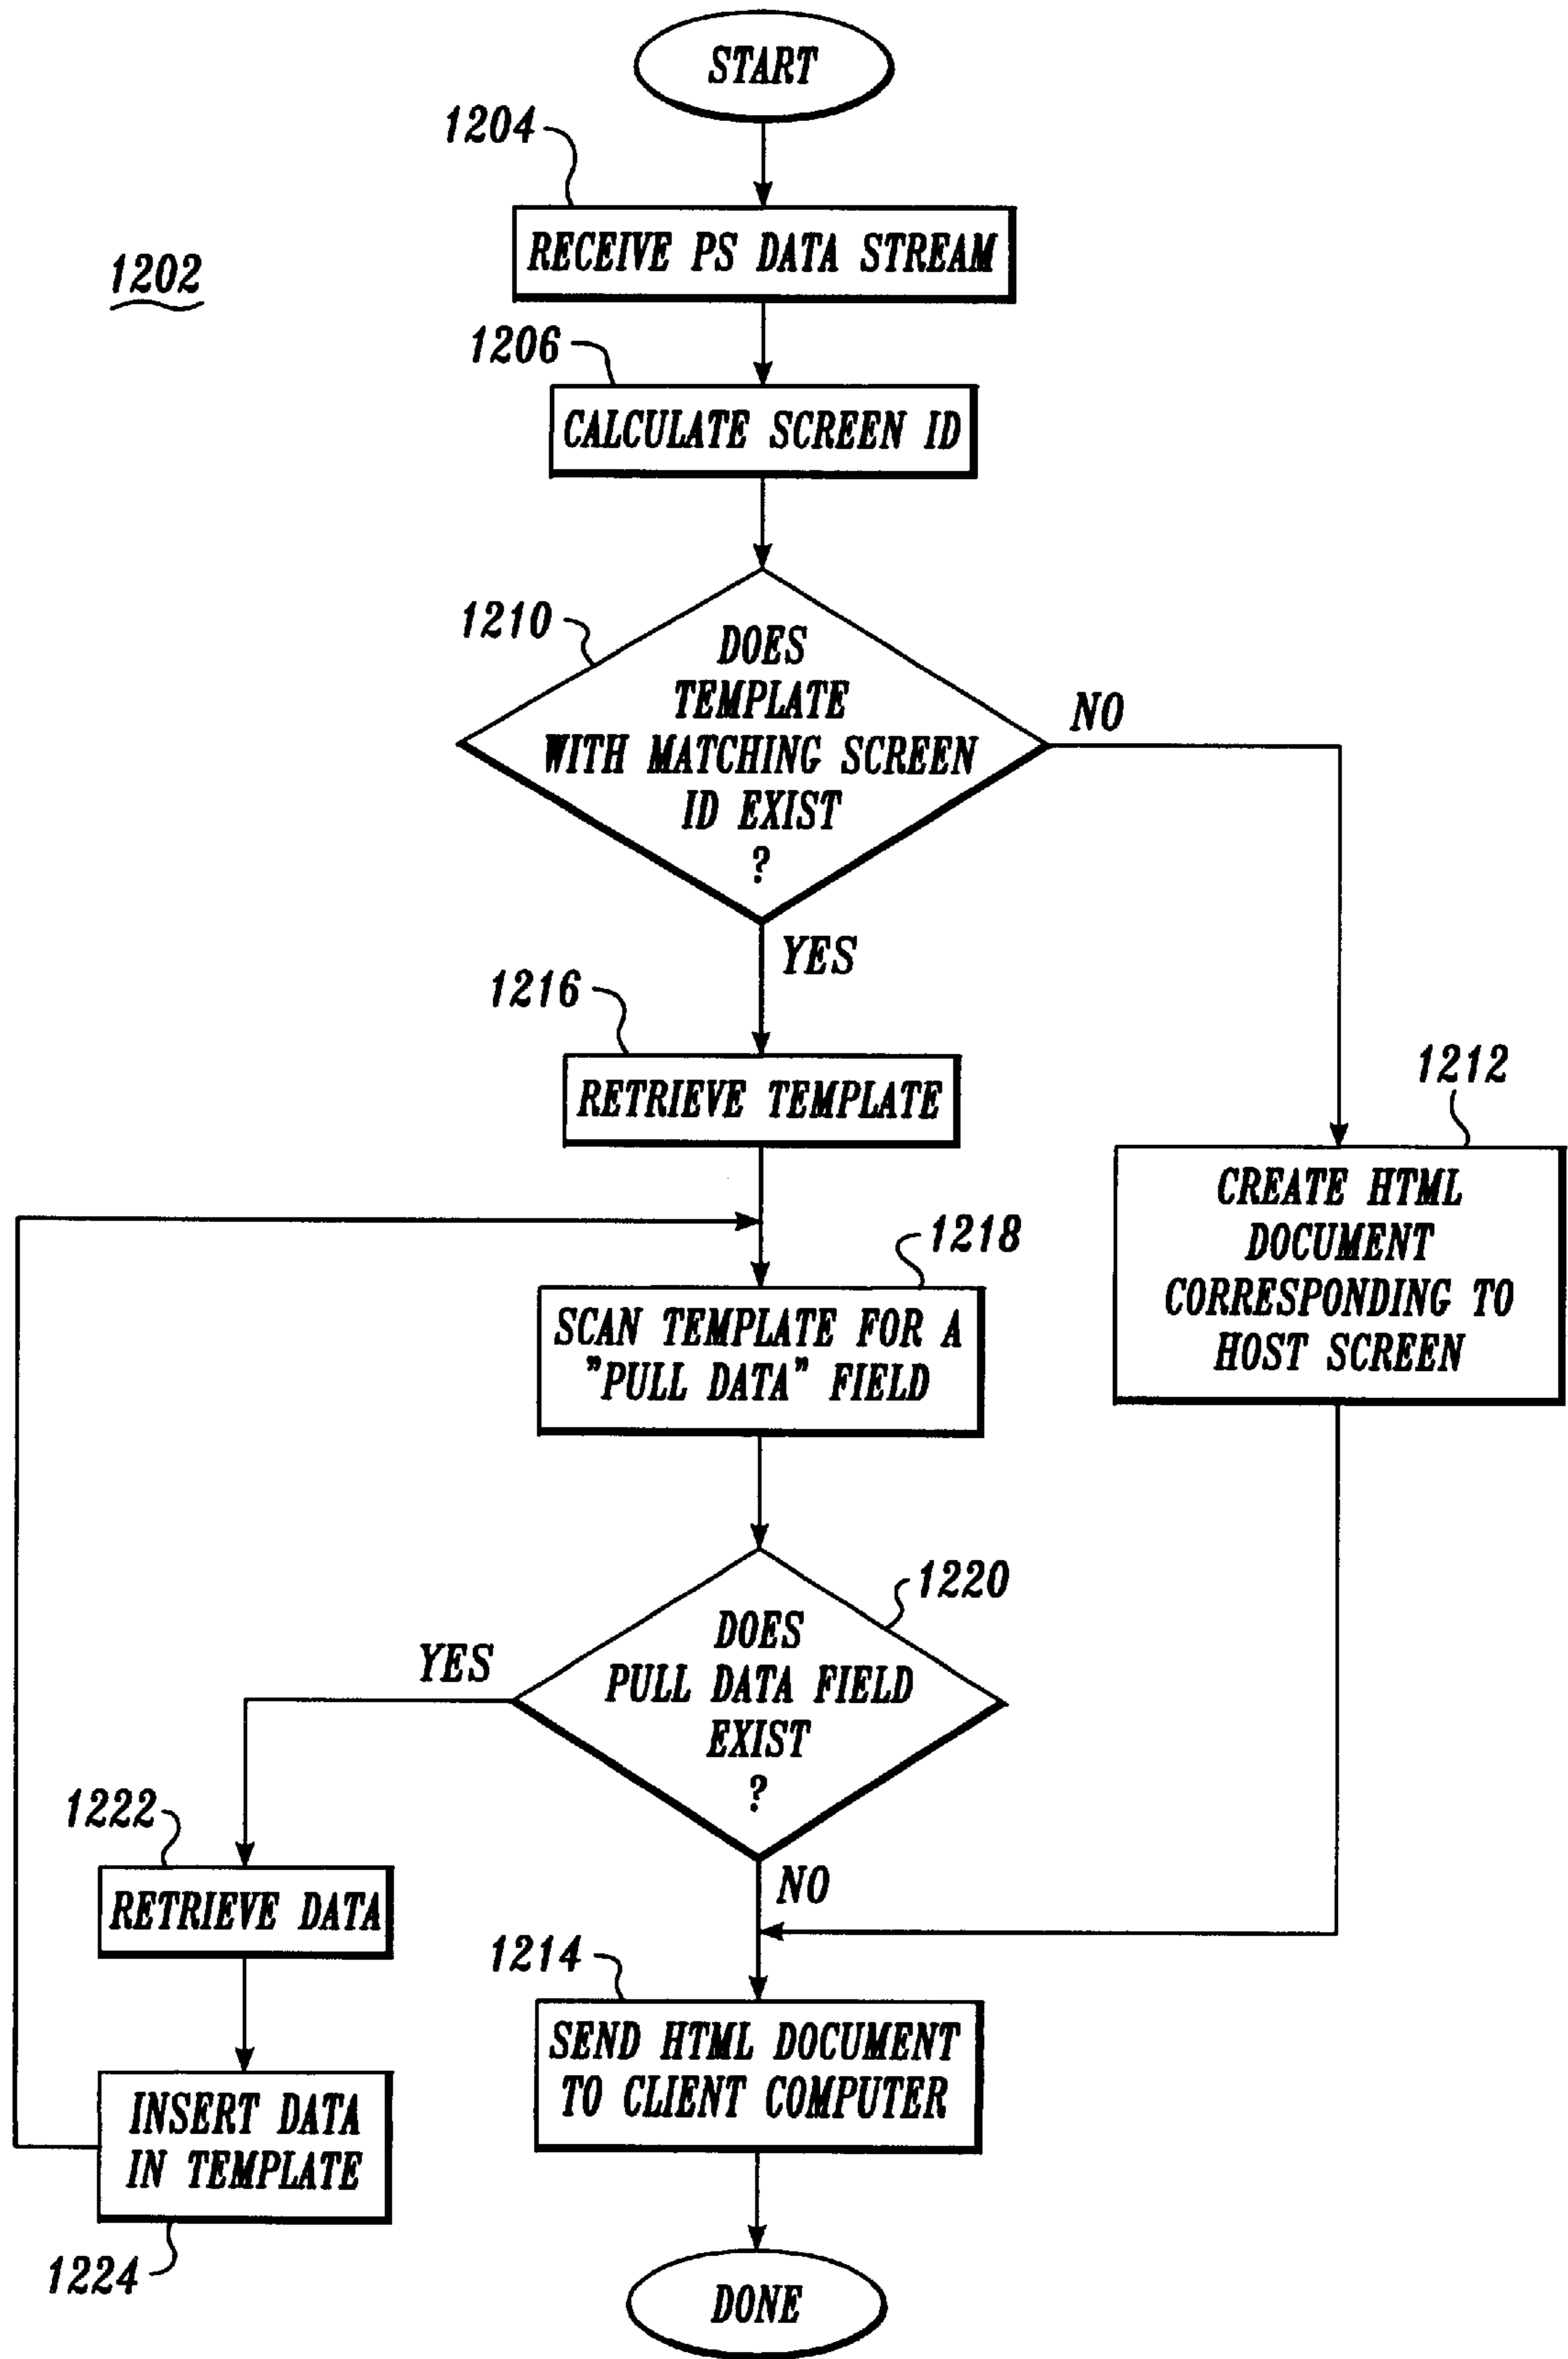 START
1204
RECEIVE PS DATA STREAM
1202
1206
CALCULATE SCREEN ID
1210
DOES
TEMPLATE
WITH MATCHING SCREEN
ID EXIST
?
NO
YES
1216
RETRIEVE TEMPLATE
1212
CREATE HTML
DOCUMENT
CORRESPONDING TO
HOST SCREEN
1218
SCAN TEMPLATE FOR A
"PULL DATA" FIELD
1220
DOES
PULL DATA FIELD
EXIST
?
YES
1222
RETRIEVE DATA
NO
1214
SEND HTML DOCUMENT
TO CLIENT COMPUTER
INSERT DATA
IN TEMPLATE
1224
DONE